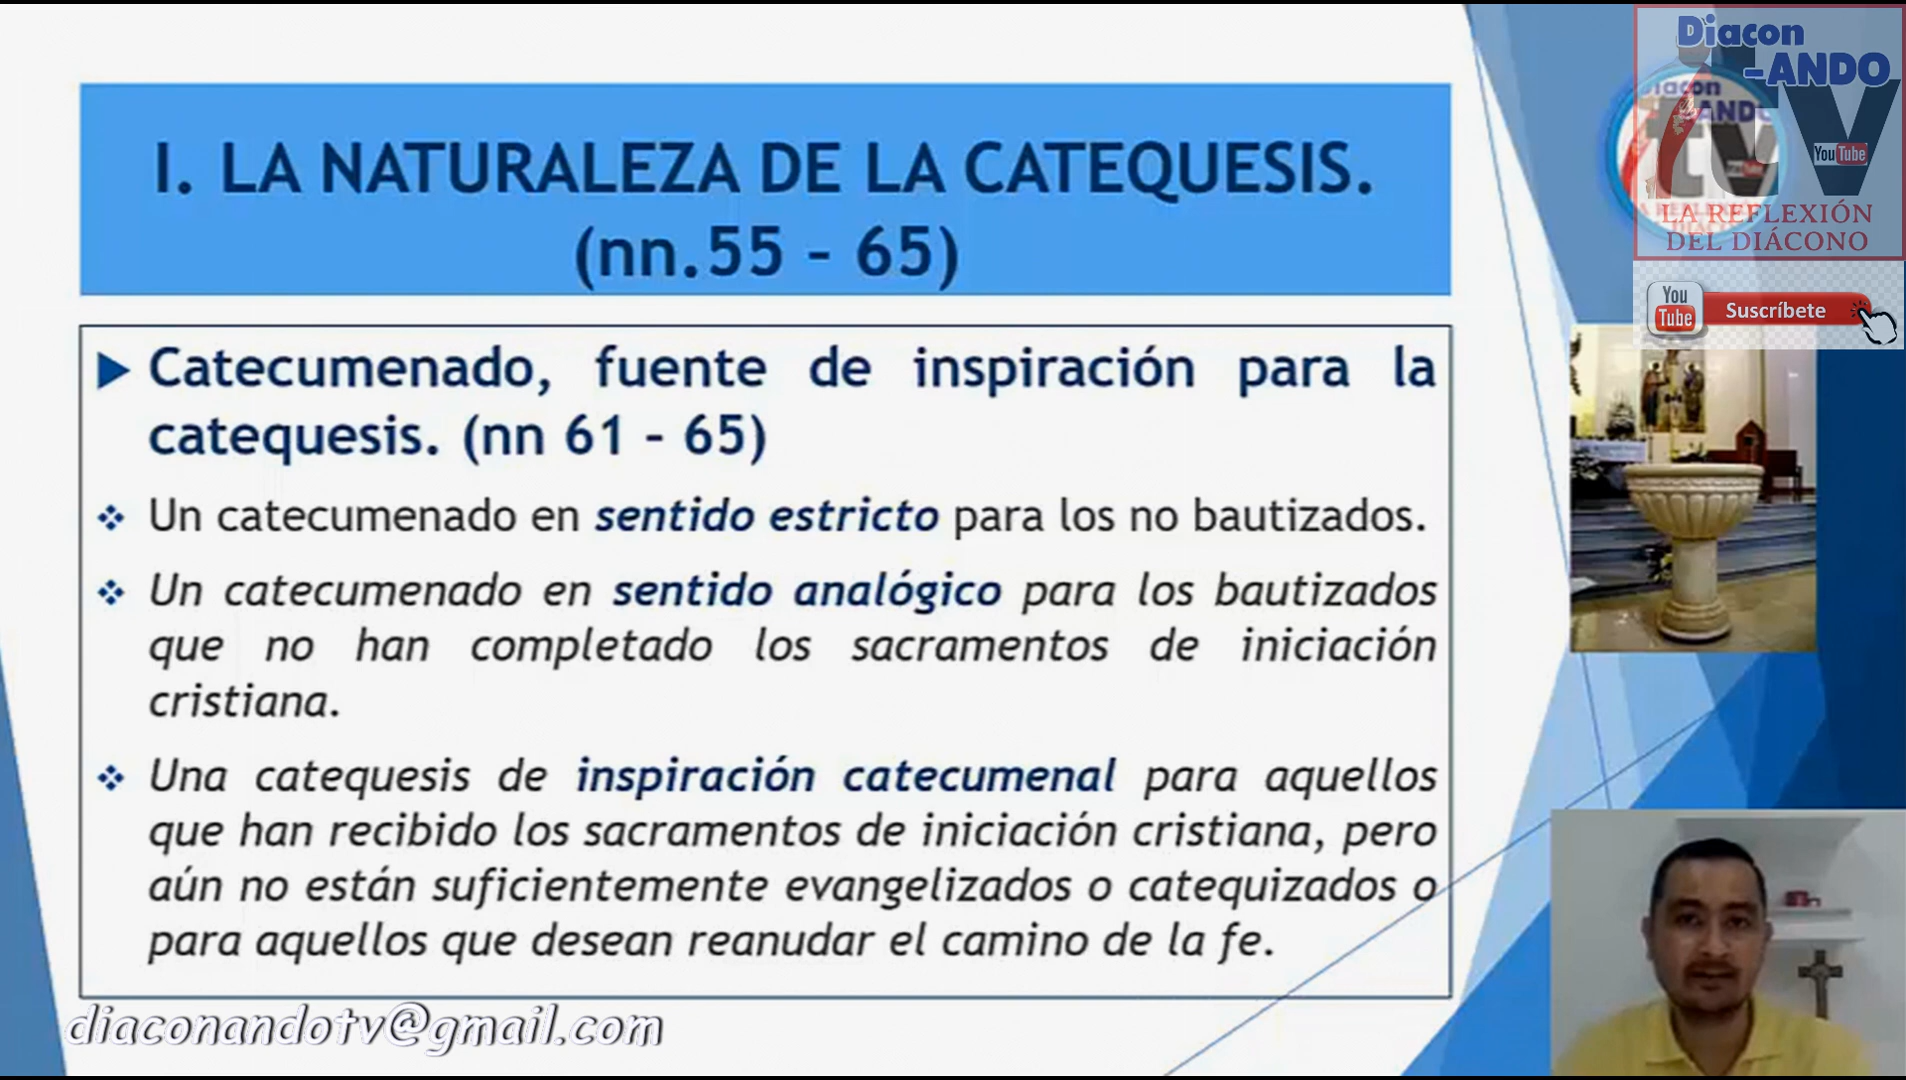 I. LA NATURALEZA DE LA CATEQUESIS.
(nn.55 – 65)
Catecumenado, fuente de inspiración para la
catequesis. (nn 61 – 65)
Un catecumenado en sentido estricto para los no bautizados.
Un catecumenado en sentido analógico para los bautizados
que no han completado los sacramentos de iniciación
cristiana.
Una catequesis de inspiración catecumenal para aquellos
que han recibido los sacramentos de iniciación cristiana, pero
aún no están suficientemente evangelizados o catequizados o
para aquellos que desean reanudar el camino de la fe.
diaconandotv@gmail.com
Diacon
-ANDO
tv
YouTube
LA REFLEXIÓN
DEL DIÁCONO
You
Tube
Suscríbete